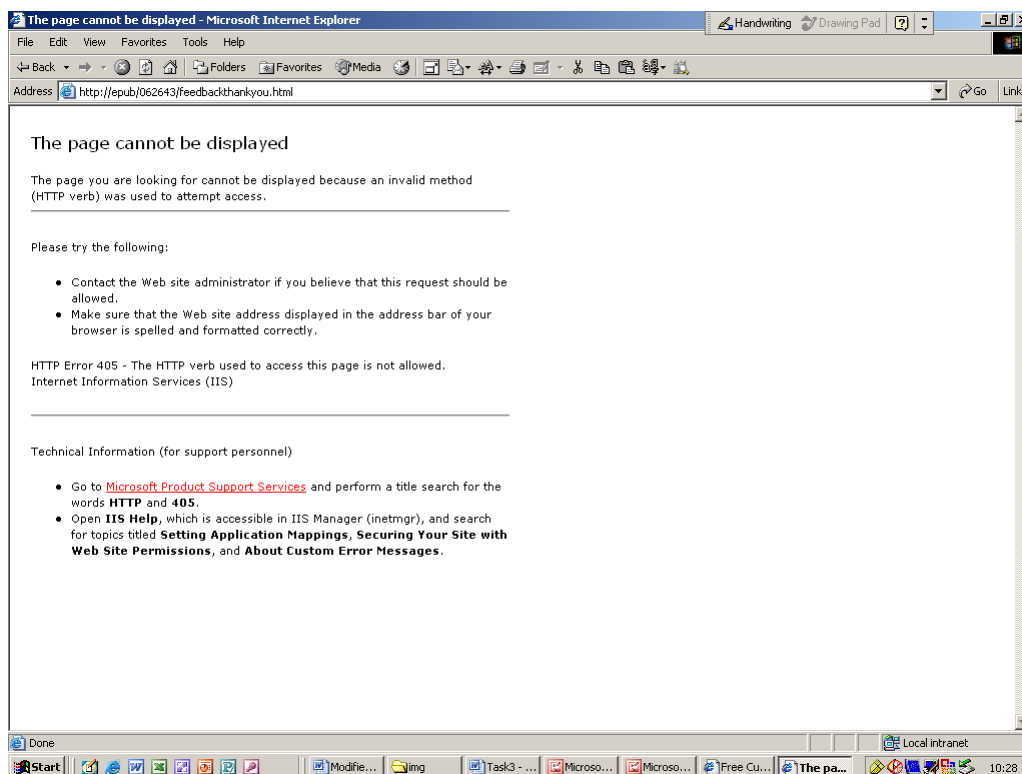 The page cannot be displayed - Microsoft Internet Explorer
Handwriting Drawing Pad
File Edit View Favorites Tools Help
Back Folders Favorites Media
Address http://epub/062643/feedbackthankyou.html Go Link
The page cannot be displayed
The page you are looking for cannot be displayed because an invalid method
(HTTP verb) was used to attempt access.
Please try the following:
• Contact the Web site administrator if you believe that this request should be
allowed.
• Make sure that the Web site address displayed in the address bar of your
browser is spelled and formatted correctly.
HTTP Error 405 - The HTTP verb used to access this page is not allowed.
Internet Information Services (IIS)
Technical Information (for support personnel)
• Go to Microsoft Product Support Services and perform a title search for the
words HTTP and 405.
• Open IIS Help, which is accessible in IIS Manager (inetmgr), and search
for topics titled Setting Application Mappings, Securing Your Site with
Web Site Permissions, and About Custom Error Messages.
Done Local intranet
Start Modifie... img Task3 - ... Microso... Microso... Free Cu... The pa... 10:28